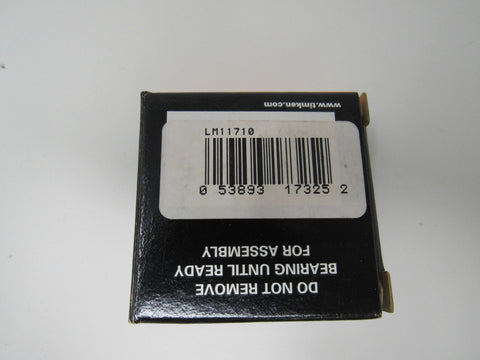 LM11710
0 53893 17325 2
www.timken.com
DO NOT REMOVE
BEARING UNTIL READY
FOR ASSEMBLY